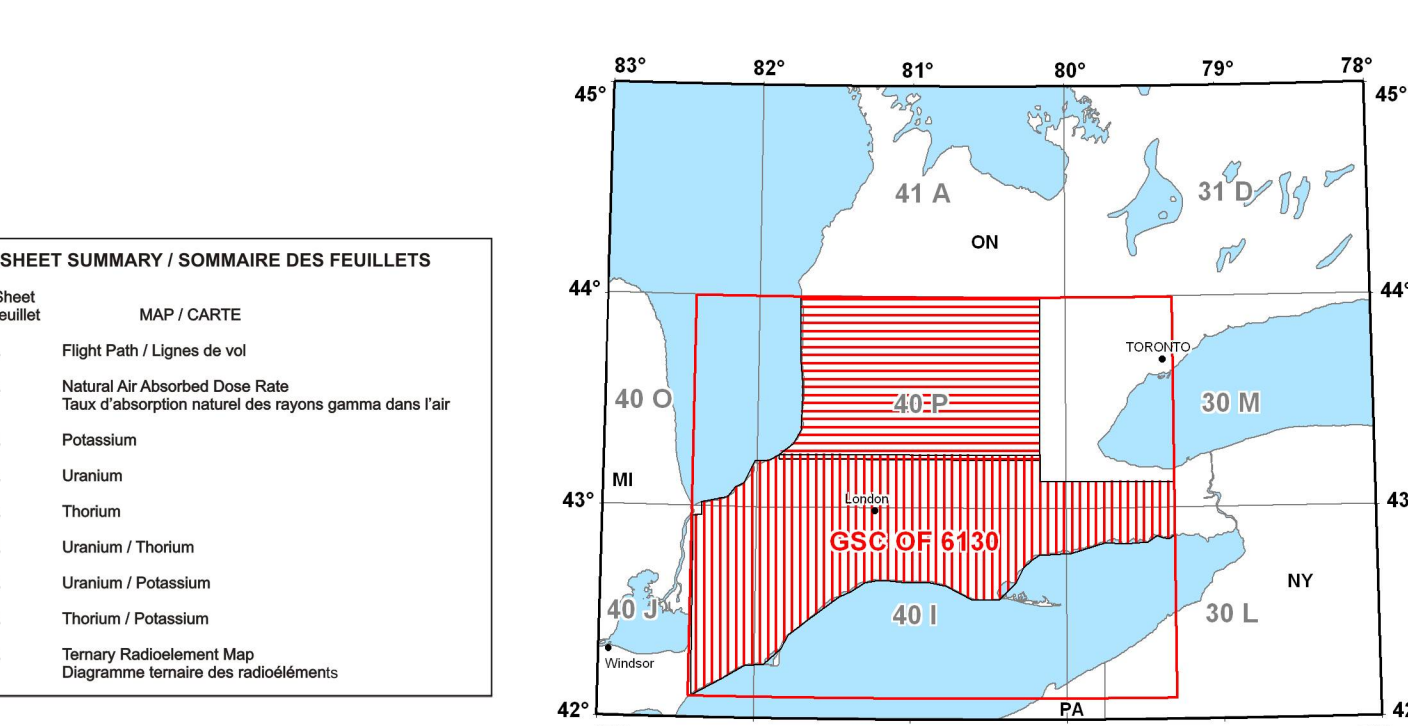 SHEET SUMMARY / SOMMAIRE DES FEUILLETS
MAP / CARTE
Flight Path / Lignes de vol
Natural Air Absorbed Dose Rate
Taux d'absorption naturel des rayons gamma dans l'air
Potassium
Uranium
Thorium
Uranium / Thorium
Uranium / Potassium
Thorium / Potassium
Ternary Radioelement Map
Diagramme ternaire des radioéléments
83° 82° 81° 80° 79° 78°
45° 45°
41 A 31 D
ON
44° 44°
TORONTO
40 O 40 P 30 M
MI
43° London 43
GSC OF 6130
NY
40 J 40 I 30 L
Windsor
42° PA 42